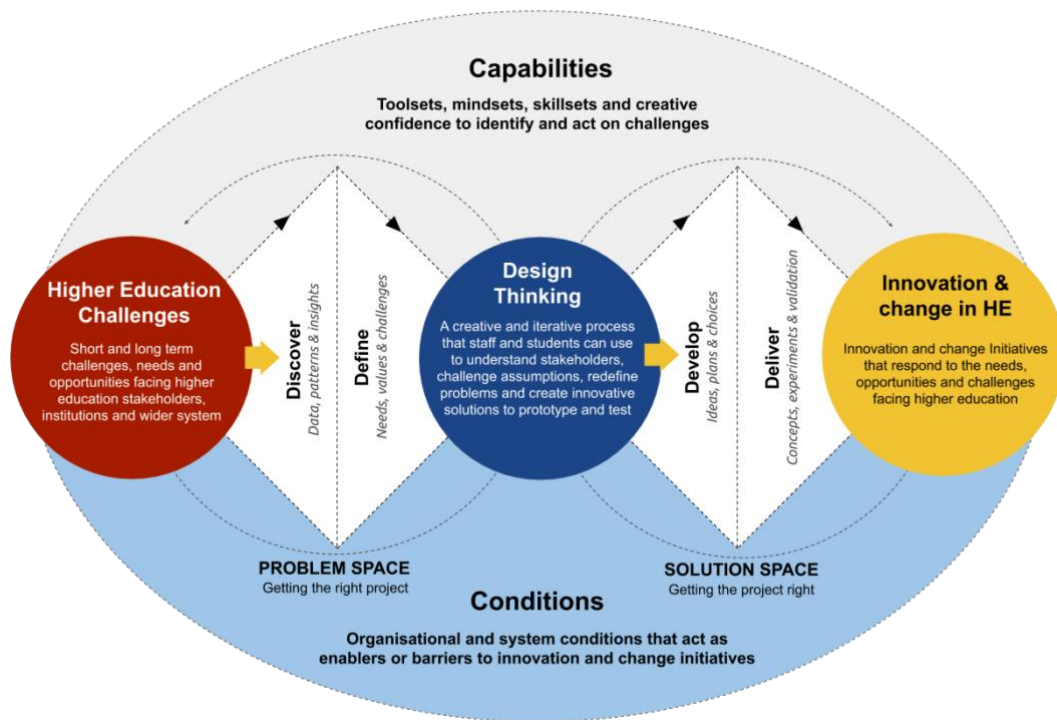 Capabilities
Toolsets, mindsets, skillsets and creative
confidence to identify and act on challenges
Higher Education
Challenges
Short and long term
challenges, needs and
opportunities facing higher
education stakeholders,
institutions and wider system
Discover
Data, patterns & insights
Define
Needs, values & challenges
Design
Thinking
A creative and iterative process
that staff and students can use
to understand stakeholders,
challenge assumptions, redefine
problems and create innovative
solutions to prototype and test
Develop
Ideas, plans & choices
Deliver
Concepts, experiments & validation
Innovation &
change in HE
Innovation and change Initiatives
that respond to the needs,
opportunities and challenges
facing higher education
PROBLEM SPACE
Getting the right project
SOLUTION SPACE
Getting the project right
Conditions
Organisational and system conditions that act as
enablers or barriers to innovation and change initiatives